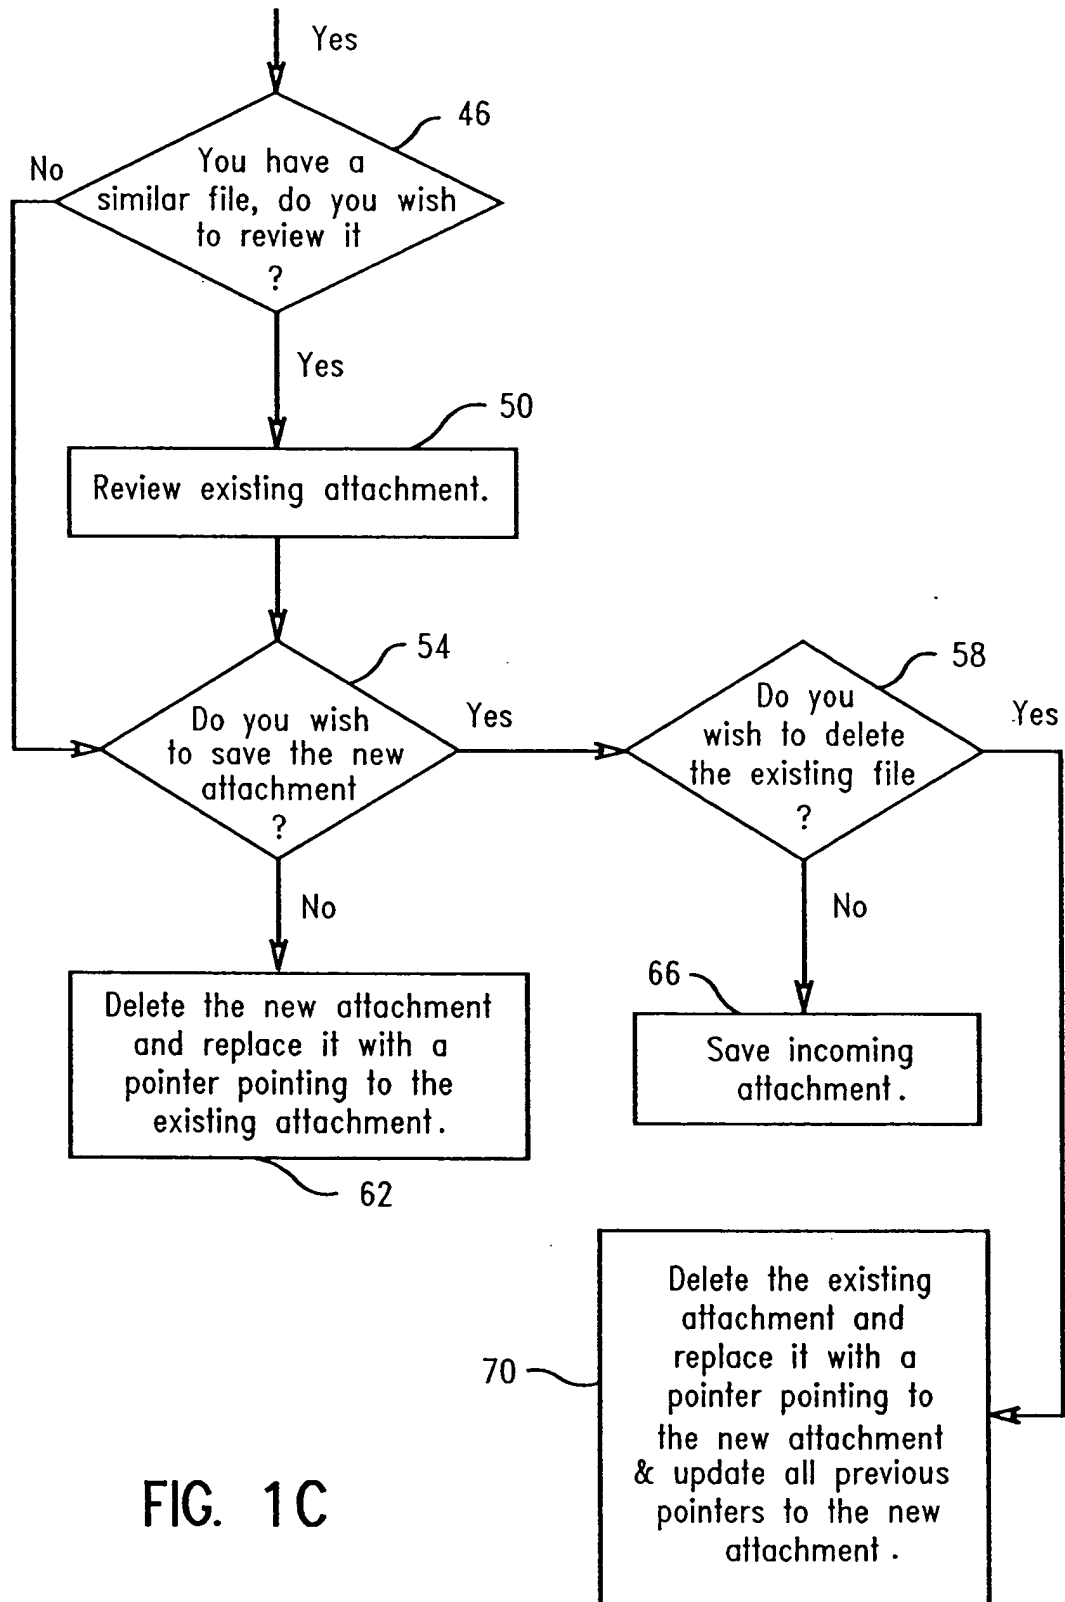 Yes
46
No
You have a
similar file, do you wish
to review it
?
Yes
50
Review existing attachment.
54
58
Do you wish
to save the new
attachment
?
Yes
Do you
wish to delete
the existing file
?
Yes
No
No
Delete the new attachment
and replace it with a
pointer pointing to the
existing attachment.
62
66
Save incoming
attachment.
70
Delete the existing
attachment and
replace it with a
pointer pointing to
the new attachment
& update all previous
pointers to the new
attachment.
FIG. 1C